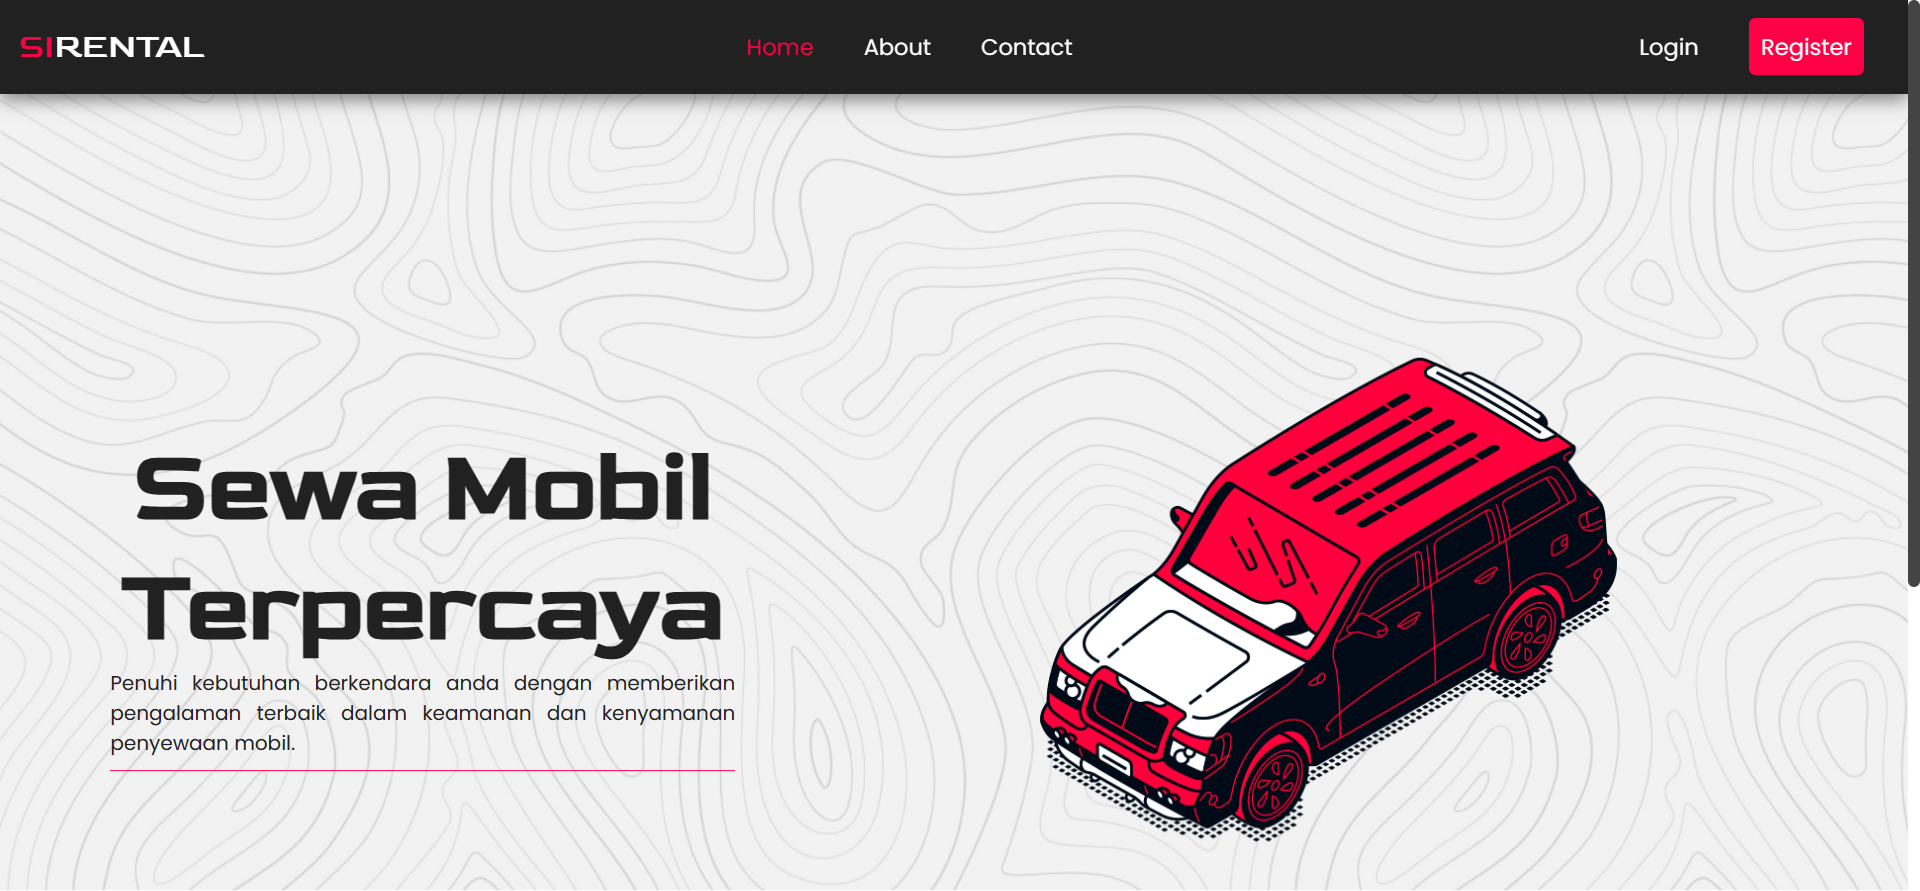 SIRENTAL
Home
About
Contact
Login
Register
Sewa Mobil
Terpercaya
Penuhi kebutuhan berkendara anda dengan memberikan
pengalaman terbaik dalam keamanan dan kenyamanan
penyewaan mobil.